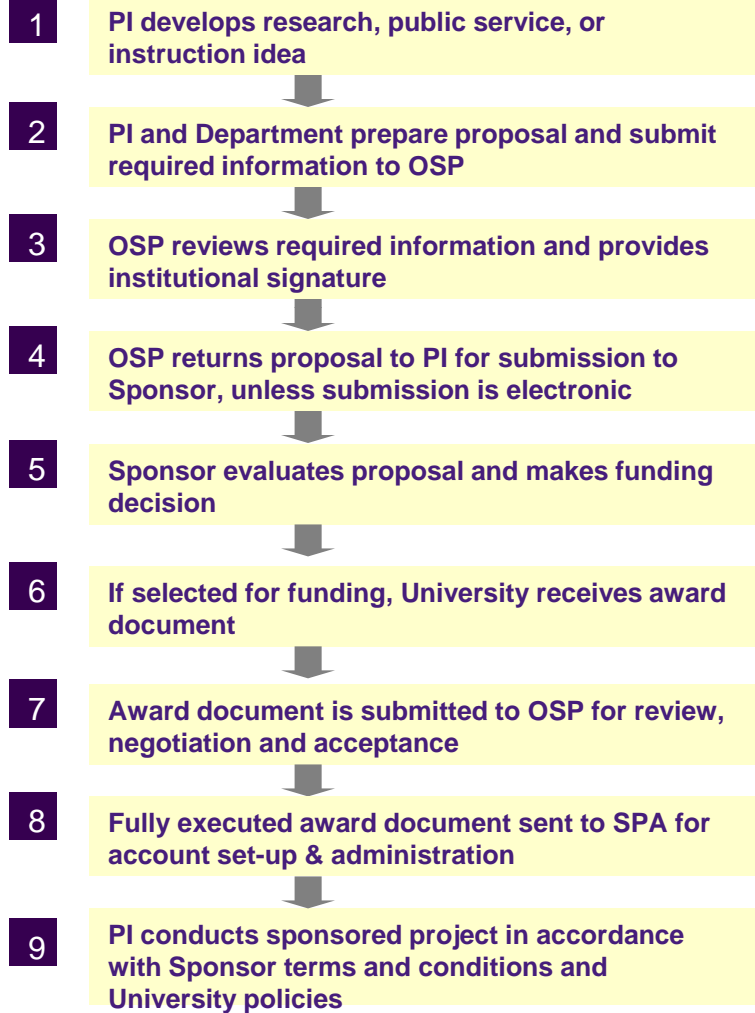 1
PI develops research, public service, or
instruction idea
2
PI and Department prepare proposal and submit
required information to OSP
3
OSP reviews required information and provides
institutional signature
4
OSP returns proposal to PI for submission to
Sponsor, unless submission is electronic
5
Sponsor evaluates proposal and makes funding
decision
6
If selected for funding, University receives award
document
7
Award document is submitted to OSP for review,
negotiation and acceptance
8
Fully executed award document sent to SPA for
account set-up & administration
9
PI conducts sponsored project in accordance
with Sponsor terms and conditions and
University policies